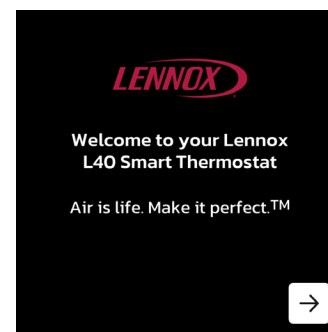 LENNOX
Welcome to your Lennox
L40 Smart Thermostat
Air is life. Make it perfect.™